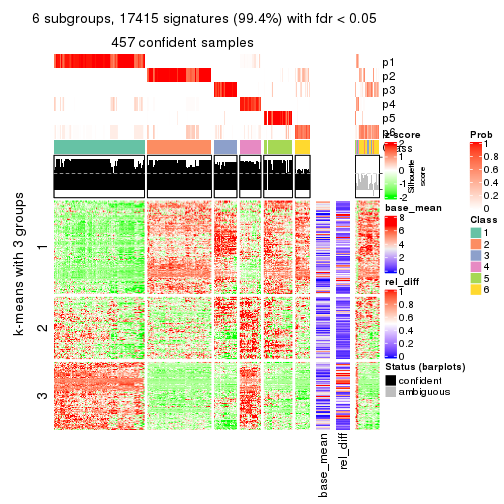 6 subgroups, 17415 signatures (99.4%) with fdr < 0.05
457 confident samples
p1
p2
p3
p4
p5
p6
z_score
2
1
0
-1
-2
Class
Silhouette
score
base_mean
8
6
4
2
0
rel_diff
1
0.8
0.6
0.4
0.2
0
Prob
1
0.8
0.6
0.4
0.2
0
Class
1
2
3
4
5
6
Status (barplots)
confident
ambiguous
k-means with 3 groups
1
2
3
base_mean
rel_diff